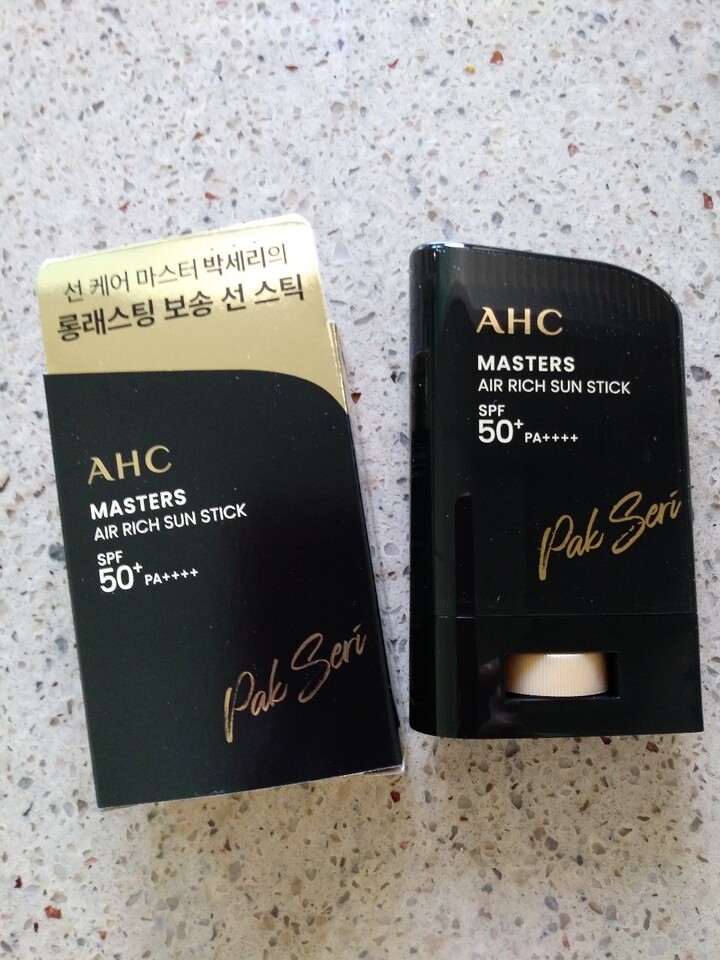 선 케어 마스터 박세리의
롱래스팅 보송 선 스틱
AHC
MASTERS
AIR RICH SUN STICK
SPF
50+ PA++++
Pak Seri
AHC
MASTERS
AIR RICH SUN STICK
SPF
50+ PA++++
Pak Seri